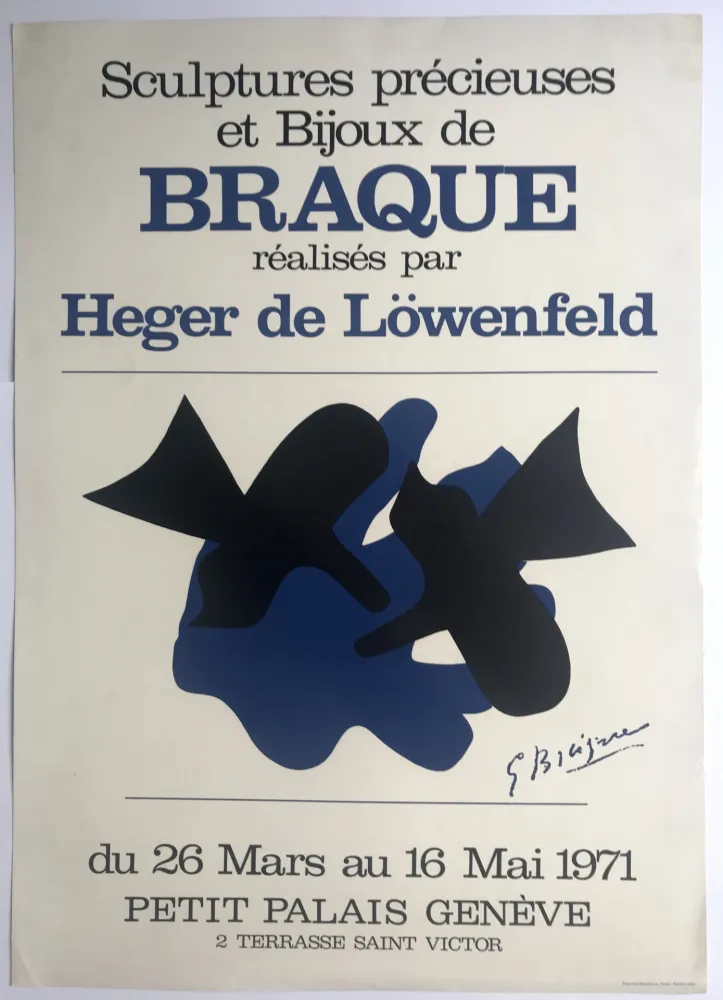 Sculptures précieuses
et Bijoux de
BRAQUE
réalisés par
Heger de Löwenfeld
G Braque
du 26 Mars au 16 Mai 1971
PETIT PALAIS GENÈVE
2 TERRASSE SAINT VICTOR